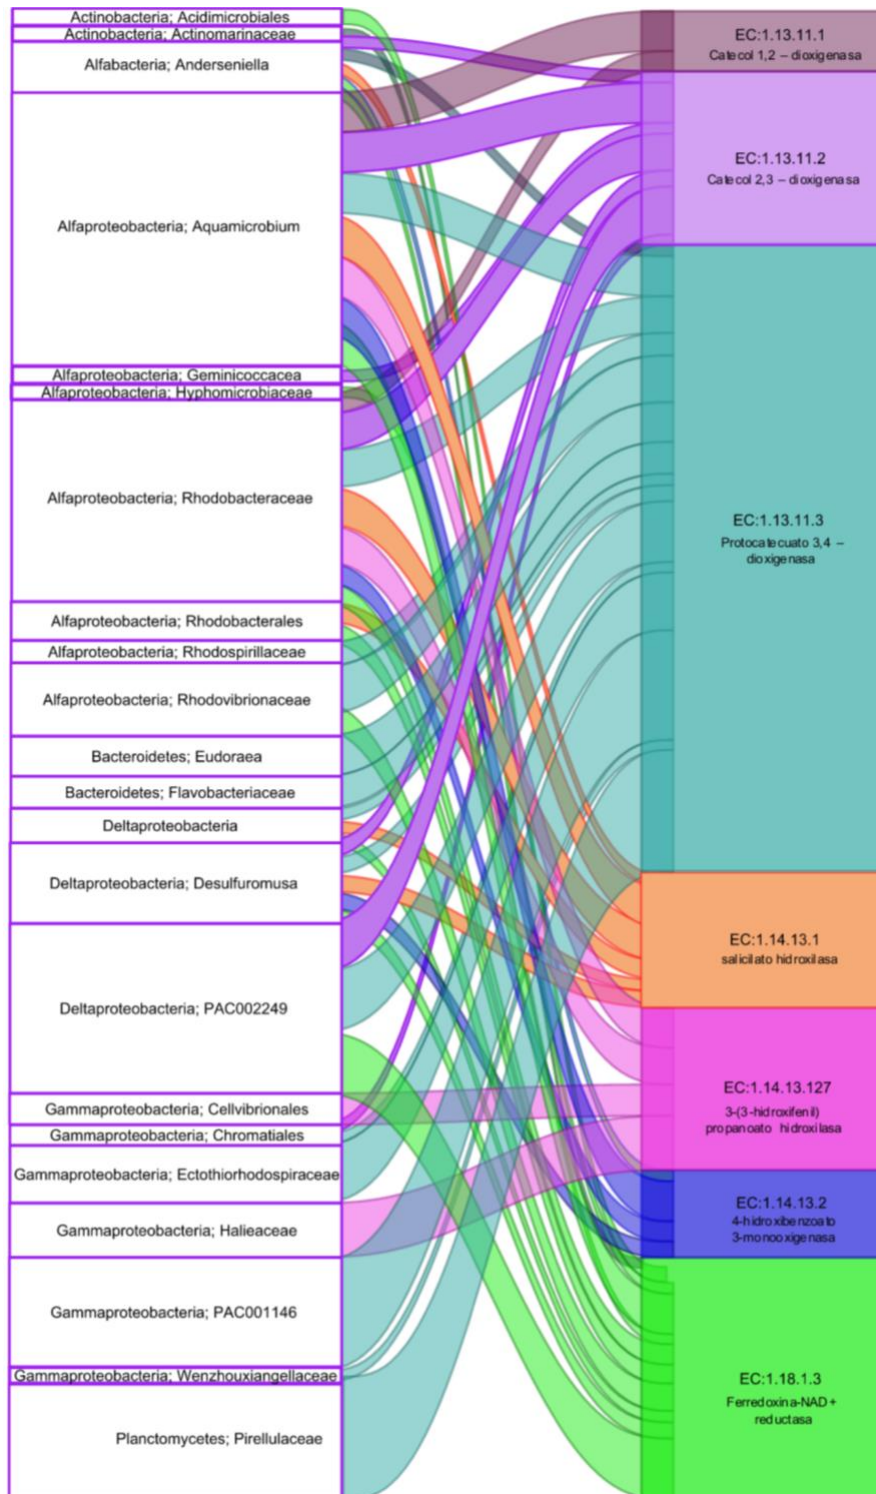 Actinobacteria; Acidimicrobiales
Actinobacteria; Actinomarinaceae
Alfabacteria; Anderseniella
Alfaproteobacteria; Aquamicrobium
Alfaproteobacteria; Geminicoccacea
Alfaproteobacteria; Hyphomicrobiaceae
Alfaproteobacteria; Rhodobacteraceae
Alfaproteobacteria; Rhodobacterales
Alfaproteobacteria; Rhodospirillaceae
Alfaproteobacteria; Rhodovibrionaceae
Bacteroidetes; Eudoraea
Bacteroidetes; Flavobacteriaceae
Deltaproteobacteria
Deltaproteobacteria; Desulfuromusa
Deltaproteobacteria; PAC002249
Gammaproteobacteria; Cellvibrionales
Gammaproteobacteria; Chromatiales
Gammaproteobacteria; Ectothiorhodospiraceae
Gammaproteobacteria; Halieaceae
Gammaproteobacteria; PAC001146
Gammaproteobacteria; Wenzhouxiangellaceae
Planctomycetes; Pirellulaceae
EC:1.13.11.1
Catecol 1,2 – dioxigenasa
EC:1.13.11.2
Catecol 2,3 – dioxigenasa
EC:1.13.11.3
Protocatecuato 3,4 –
dioxigenasa
EC:1.14.13.1
salicilato hidroxilasa
EC:1.14.13.127
3-(3-hidroxifenil)
propanoato hidroxilasa
EC:1.14.13.2
4-hidroxibenzoato
3-monooxigenasa
EC:1.18.1.3
Ferredoxina-NAD+
reductasa